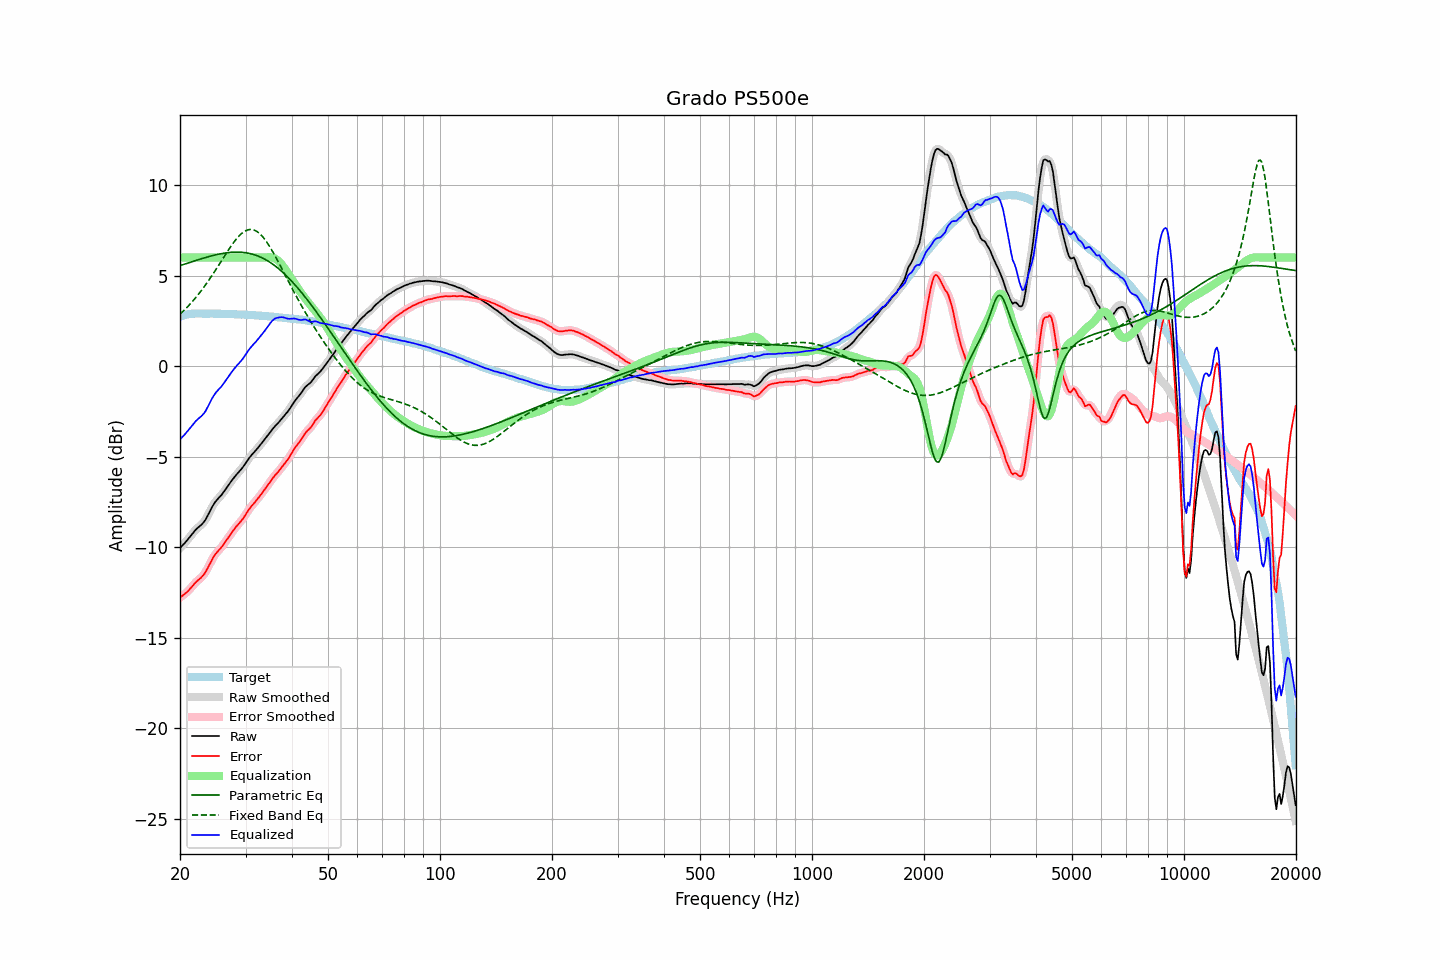 Grado PS500e
Amplitude (dBr)
10
5
0
−5
−10
−15
−20
−25
Target
Raw Smoothed
Error Smoothed
Raw
Error
Equalization
Parametric Eq
Fixed Band Eq
Equalized
20 50 100 200 500 1000 2000 5000 10000 20000
Frequency (Hz)